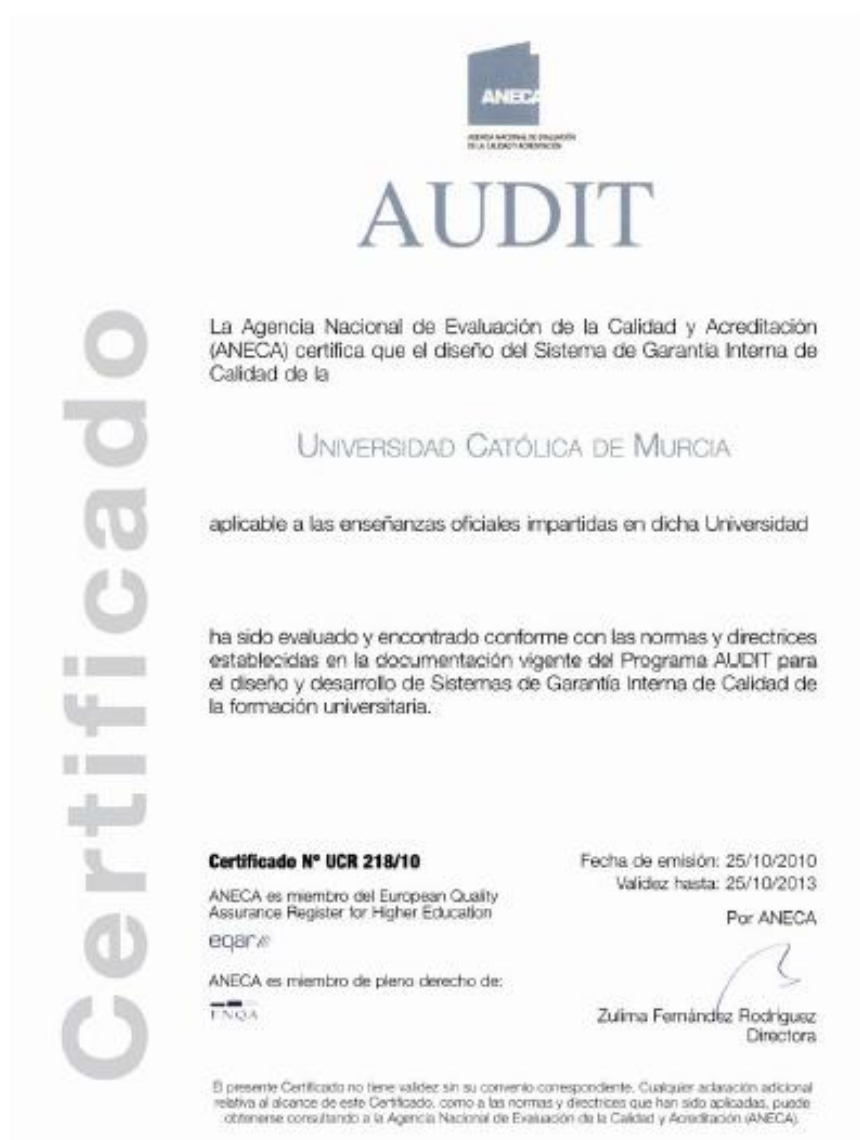 ANECA
AGENCIA NACIONAL DE EVALUACIÓN
DE LA CALIDAD Y ACREDITACIÓN
AUDIT
Certificado
La Agencia Nacional de Evaluación de la Calidad y Acreditación
(ANECA) certifica que el diseño del Sistema de Garantía Interna de
Calidad de la
UNIVERSIDAD CATÓLICA DE MURCIA
aplicable a las enseñanzas oficiales impartidas en dicha Universidad
ha sido evaluado y encontrado conforme con las normas y directrices
establecidas en la documentación vigente del Programa AUDIT para
el diseño y desarrollo de Sistemas de Garantía Interna de Calidad de
la formación universitaria.
Certificado Nº UCR 218/10
Fecha de emisión: 25/10/2010
Validez hasta: 25/10/2013
ANECA es miembro del European Quality
Assurance Register for Higher Education
eqar
Por ANECA
ANECA es miembro de pleno derecho de:
ENQA
Zulima Fernández Rodríguez
Directora
El presente Certificado no tiene validez sin su convenio correspondiente. Cualquier aclaración adicional
relativa al alcance de este Certificado, como a las normas y directrices que han sido aplicadas, puede
obtenerse consultando a la Agencia Nacional de Evaluación de la Calidad y Acreditación (ANECA).